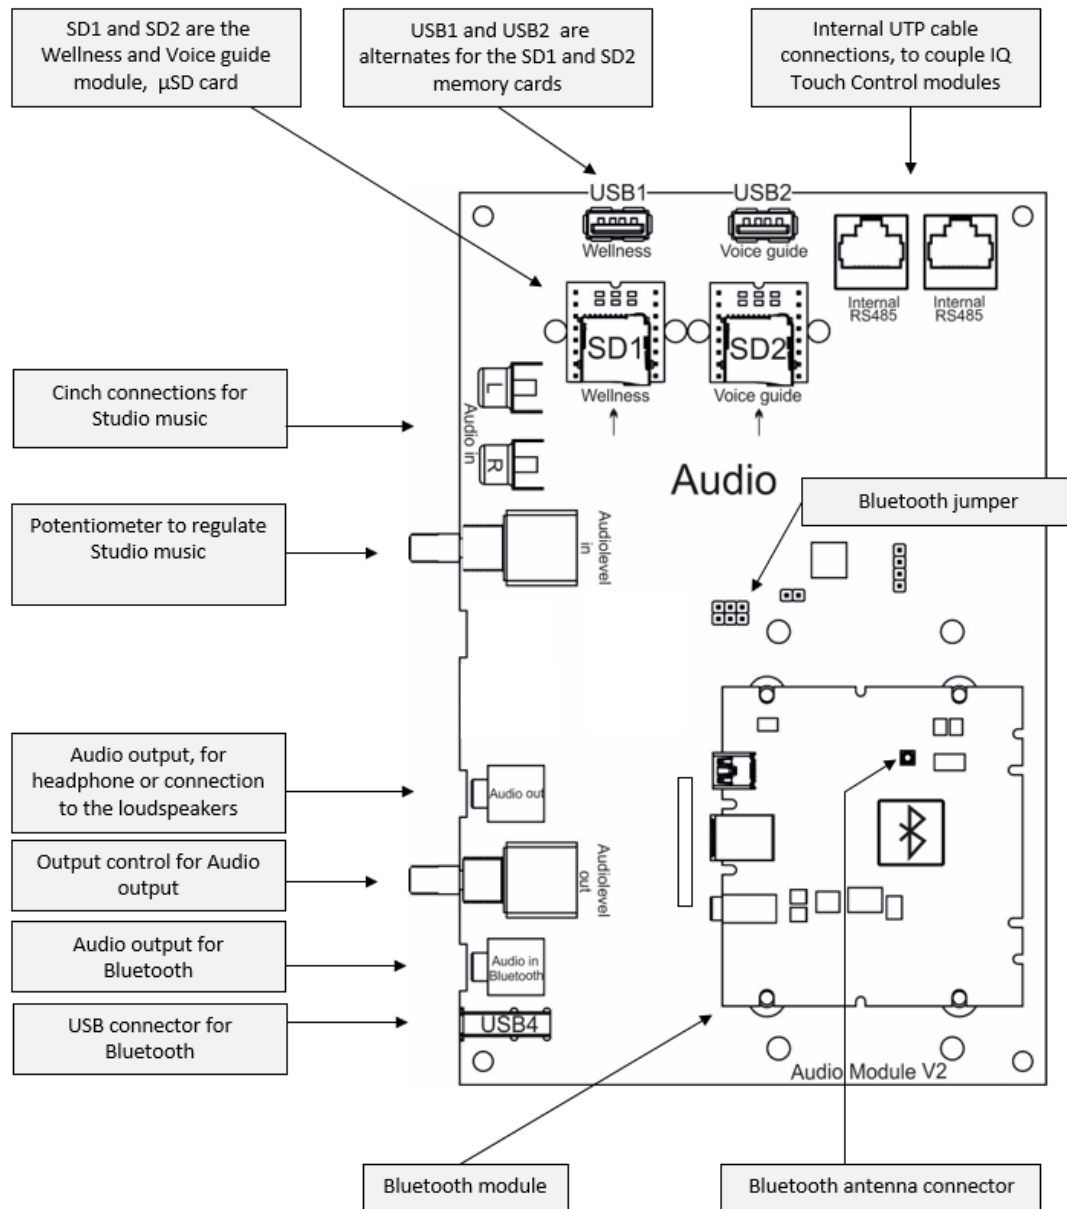 SD1 and SD2 are the
Wellness and Voice guide
module, μSD card
USB1 and USB2 are
alternates for the SD1 and SD2
memory cards
Internal UTP cable
connections, to couple IQ
Touch Control modules
USB1
USB2
Wellness
Voice guide
Internal
RS485
Internal
RS485
SD1
SD2
Wellness
Voice guide
Cinch connections for
Studio music
L
R
Audio in
Audio
Bluetooth jumper
Potentiometer to regulate
Studio music
Audiolevel
in
Audio output, for
headphone or connection
to the loudspeakers
Audio out
Output control for Audio
output
Audiolevel
out
Audio output for
Bluetooth
Audio in
Bluetooth
USB connector for
Bluetooth
USB4
Audio Module V2
Bluetooth module
Bluetooth antenna connector